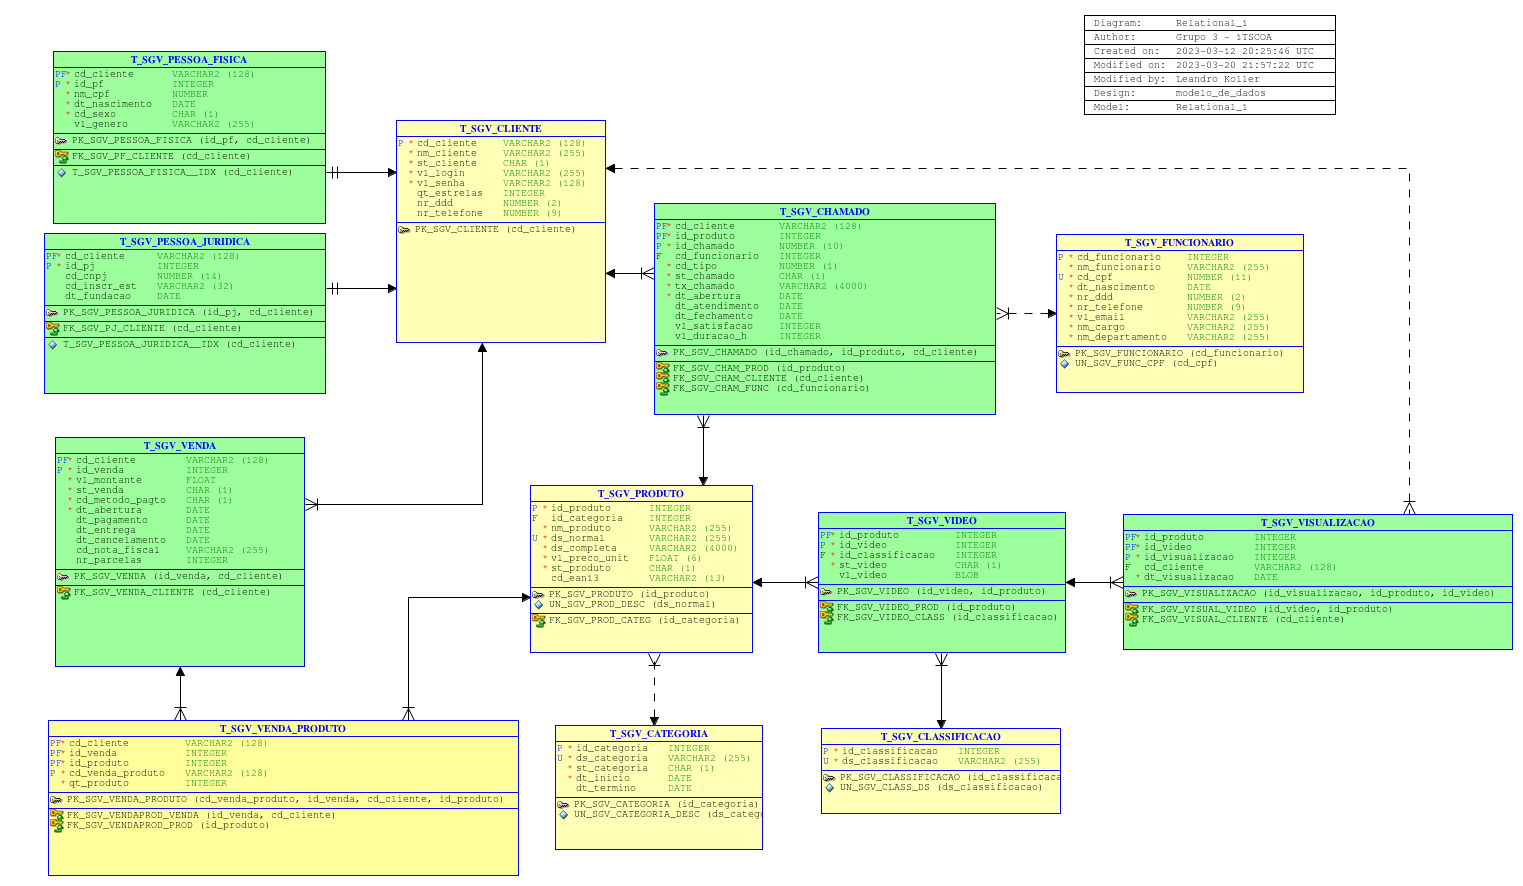 Diagram: Relational_1
Author: Grupo 3 - 1TSCOA
Created on: 2023-03-12 20:25:46 UTC
Modified on: 2023-03-20 21:57:22 UTC
Modified by: Leandro Koller
Design: modelo_de_dados
Model: Relational_1
T_SGV_PESSOA_FISICA
PF* cd_cliente VARCHAR2 (128)
P * id_pf INTEGER
* nm_cpf NUMBER
* dt_nascimento DATE
* cd_sexo CHAR (1)
vl_genero VARCHAR2 (255)
PK_SGV_PESSOA_FISICA (id_pf, cd_cliente)
FK_SGV_PF_CLIENTE (cd_cliente)
T_SGV_PESSOA_FISICA__IDX (cd_cliente)
T_SGV_CLIENTE
P * cd_cliente VARCHAR2 (128)
* nm_cliente VARCHAR2 (255)
* st_cliente CHAR (1)
* vl_login VARCHAR2 (255)
* vl_senha VARCHAR2 (128)
qt_estrelas INTEGER
nr_ddd NUMBER (2)
nr_telefone NUMBER (9)
PK_SGV_CLIENTE (cd_cliente)
T_SGV_PESSOA_JURIDICA
PF* cd_cliente VARCHAR2 (128)
P * id_pj INTEGER
cd_cnpj NUMBER (14)
cd_inscr_est VARCHAR2 (32)
dt_fundacao DATE
PK_SGV_PESSOA_JURIDICA (id_pj, cd_cliente)
FK_SGV_PJ_CLIENTE (cd_cliente)
T_SGV_PESSOA_JURIDICA__IDX (cd_cliente)
T_SGV_CHAMADO
PF* cd_cliente VARCHAR2 (128)
PF* id_produto INTEGER
P * id_chamado NUMBER (10)
F cd_funcionario INTEGER
* cd_tipo NUMBER (1)
* st_chamado CHAR (1)
* tx_chamado VARCHAR2 (4000)
* dt_abertura DATE
dt_atendimento DATE
dt_fechamento DATE
vl_satisfacao INTEGER
vl_duracao_h INTEGER
PK_SGV_CHAMADO (id_chamado, id_produto, cd_cliente)
FK_SGV_CHAM_PROD (id_produto)
FK_SGV_CHAM_CLIENTE (cd_cliente)
FK_SGV_CHAM_FUNC (cd_funcionario)
T_SGV_FUNCIONARIO
P * cd_funcionario INTEGER
* nm_funcionario VARCHAR2 (255)
U * cd_cpf NUMBER (11)
* dt_nascimento DATE
* nr_ddd NUMBER (2)
* nr_telefone NUMBER (9)
* vl_email VARCHAR2 (255)
* nm_cargo VARCHAR2 (255)
* nm_departamento VARCHAR2 (255)
PK_SGV_FUNCIONARIO (cd_funcionario)
UN_SGV_FUNC_CPF (cd_cpf)
T_SGV_VENDA
PF* cd_cliente VARCHAR2 (128)
P * id_venda INTEGER
* vl_montante FLOAT
* st_venda CHAR (1)
* cd_metodo_pagto CHAR (1)
* dt_abertura DATE
dt_pagamento DATE
dt_entrega DATE
dt_cancelamento DATE
cd_nota_fiscal VARCHAR2 (255)
nr_parcelas INTEGER
PK_SGV_VENDA (id_venda, cd_cliente)
FK_SGV_VENDA_CLIENTE (cd_cliente)
T_SGV_PRODUTO
P * id_produto INTEGER
F id_categoria INTEGER
* nm_produto VARCHAR2 (255)
U * ds_normal VARCHAR2 (255)
* ds_completa VARCHAR2 (4000)
* vl_preco_unit FLOAT (6)
* st_produto CHAR (1)
cd_ean13 VARCHAR2 (13)
PK_SGV_PRODUTO (id_produto)
UN_SGV_PROD_DESC (ds_normal)
FK_SGV_PROD_CATEG (id_categoria)
T_SGV_VIDEO
PF* id_produto INTEGER
P * id_video INTEGER
F * id_classificacao INTEGER
* st_video CHAR (1)
vl_video BLOB
PK_SGV_VIDEO (id_video, id_produto)
FK_SGV_VIDEO_PROD (id_produto)
FK_SGV_VIDEO_CLASS (id_classificacao)
T_SGV_VISUALIZACAO
PF* id_produto INTEGER
PF* id_video INTEGER
P * id_visualizacao INTEGER
F cd_cliente VARCHAR2 (128)
* dt_visualizacao DATE
PK_SGV_VISUALIZACAO (id_visualizacao, id_produto, id_video)
FK_SGV_VISUAL_VIDEO (id_video, id_produto)
FK_SGV_VISUAL_CLIENTE (cd_cliente)
T_SGV_VENDA_PRODUTO
PF* cd_cliente VARCHAR2 (128)
PF* id_venda INTEGER
PF* id_produto INTEGER
P * cd_venda_produto VARCHAR2 (128)
* qt_produto INTEGER
PK_SGV_VENDA_PRODUTO (cd_venda_produto, id_venda, cd_cliente, id_produto)
FK_SGV_VENDAPROD_VENDA (id_venda, cd_cliente)
FK_SGV_VENDAPROD_PROD (id_produto)
T_SGV_CATEGORIA
P * id_categoria INTEGER
U * ds_categoria VARCHAR2 (255)
* st_categoria CHAR (1)
* dt_inicio DATE
dt_termino DATE
PK_SGV_CATEGORIA (id_categoria)
UN_SGV_CATEGORIA_DESC (ds_categ
T_SGV_CLASSIFICACAO
P * id_classificacao INTEGER
U * ds_classificacao VARCHAR2 (255)
PK_SGV_CLASSIFICACAO (id_classificaca
UN_SGV_CLASS_DS (ds_classificacao)